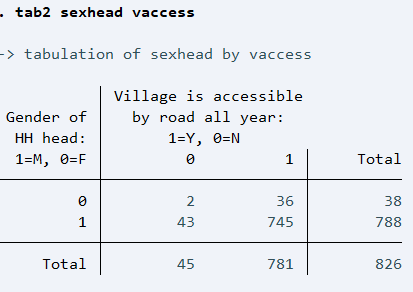 . tab2 sexhead vaccess
-> tabulation of sexhead by vaccess
Village is accessible
Gender of by road all year:
HH head: 1=Y, 0=N
1=M, 0=F 0 1 Total
0 2 36 38
1 43 745 788
Total 45 781 826